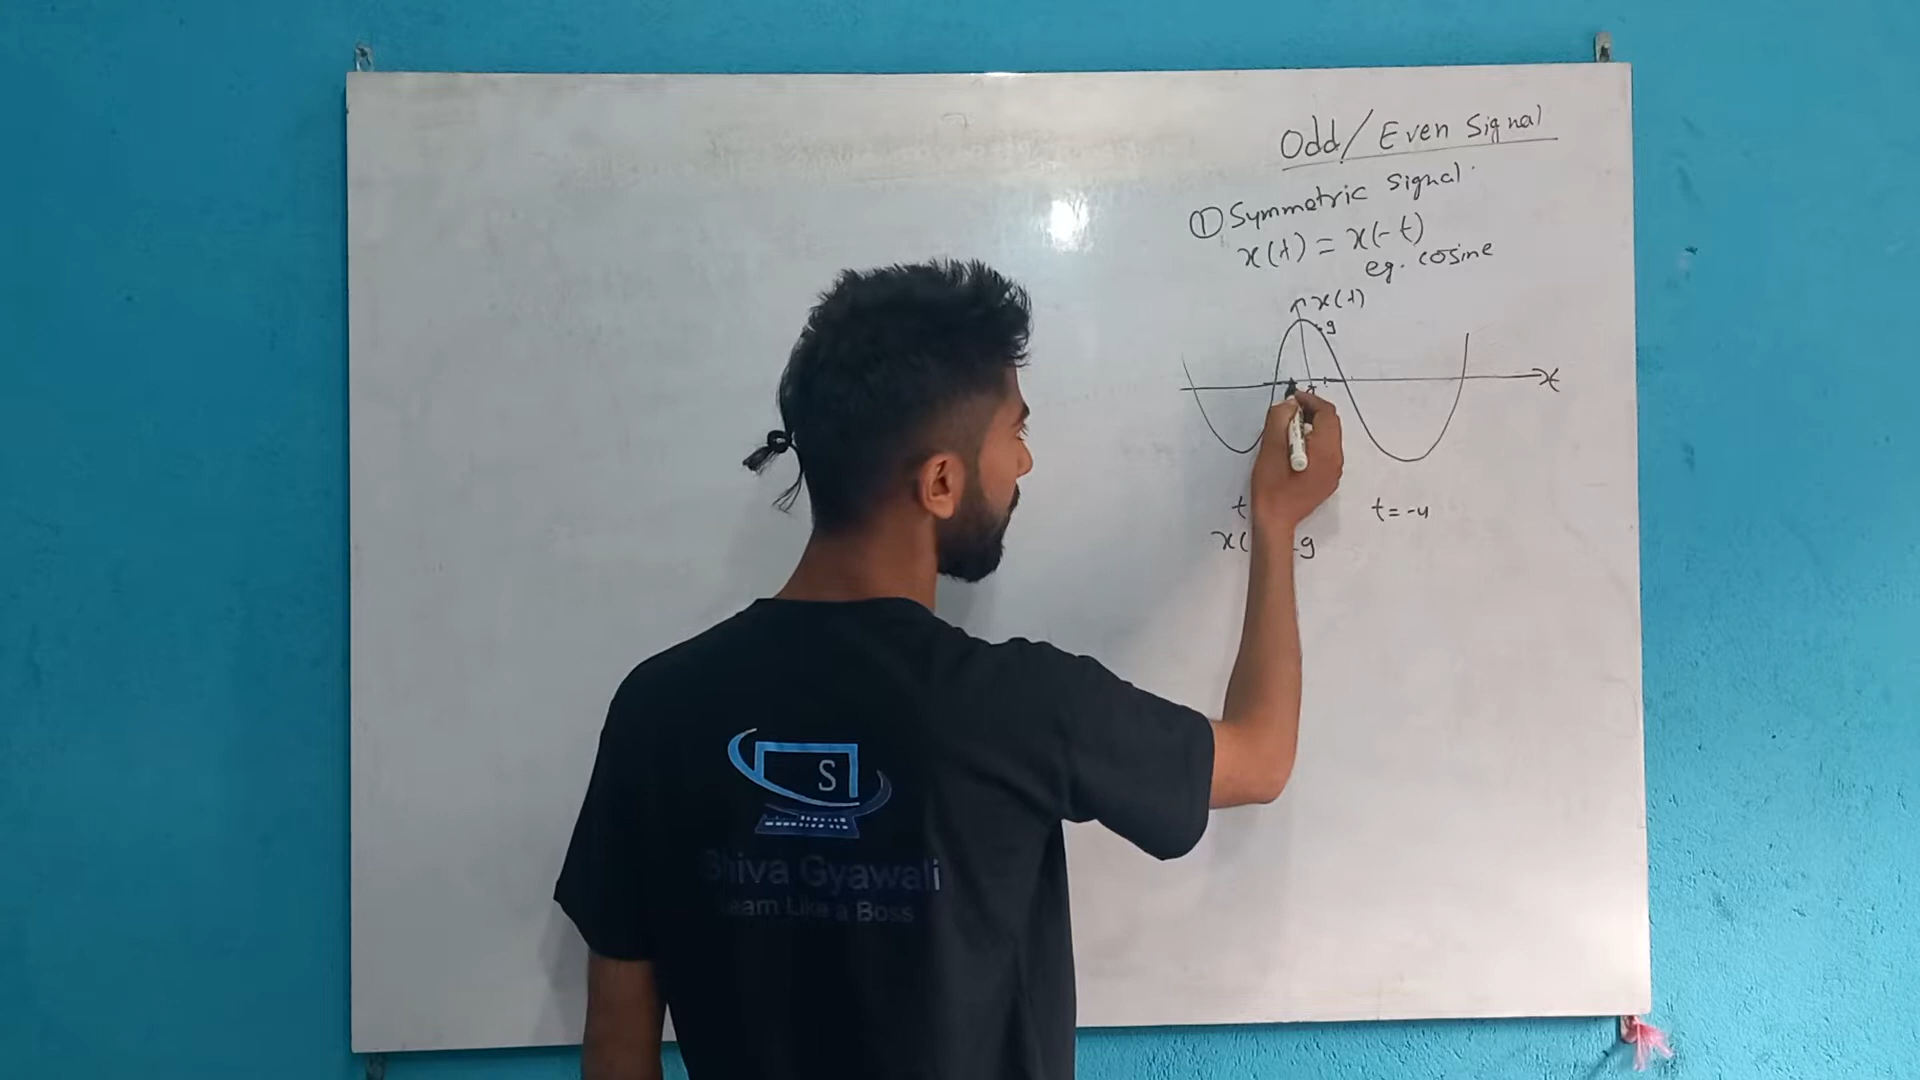 Odd/Even Signal
① Symmetric signal.
x(t) = x(-t)
eg. cosine
x(t)
9
x
t
t = -4
x(
9
S
Shiva Gyawali
Learn Like a Boss